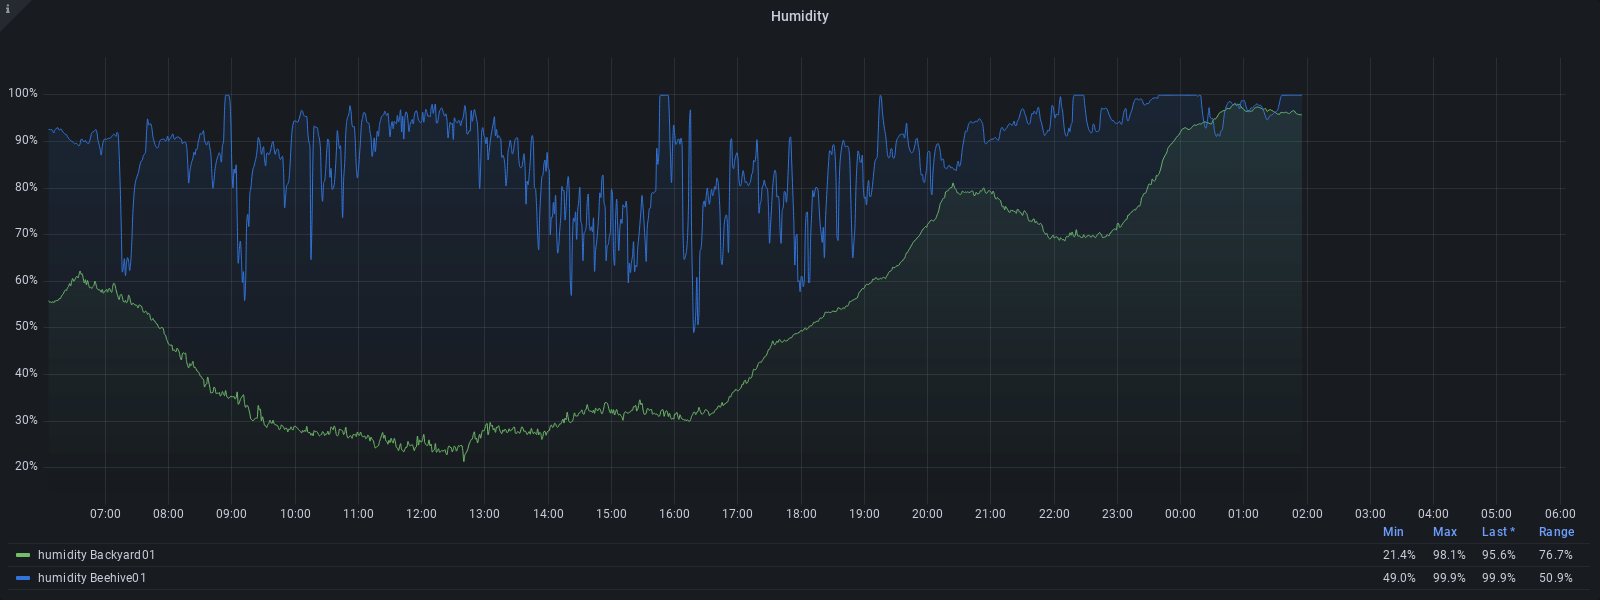 i
Humidity
100%
90%
80%
70%
60%
50%
40%
30%
20%
07:00 08:00 09:00 10:00 11:00 12:00 13:00 14:00 15:00 16:00 17:00 18:00 19:00 20:00 21:00 22:00 23:00 00:00 01:00 02:00 03:00 04:00 05:00 06:00
Min Max Last * Range
humidity Backyard01 21.4% 98.1% 95.6% 76.7%
humidity Beehive01 49.0% 99.9% 99.9% 50.9%